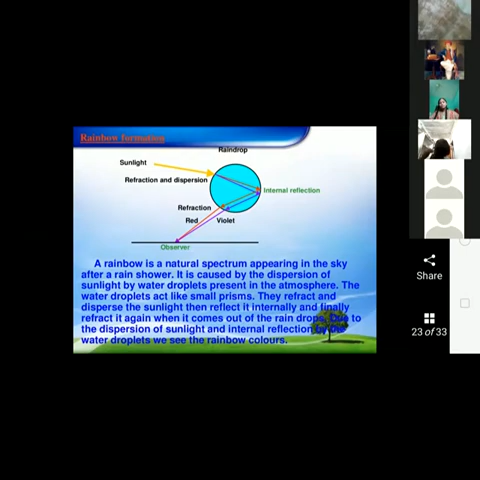 Rainbow formation
Raindrop
Sunlight
Refraction and dispersion
Internal reflection
Refraction
Red
Violet
Observer
A rainbow is a natural spectrum appearing in the sky
after a rain shower. It is caused by the dispersion of
sunlight by water droplets present in the atmosphere. The
water droplets act like small prisms. They refract and
disperse the sunlight then reflect it internally and finally
refract it again when it comes out of the rain drops. Due to
the dispersion of sunlight and internal reflection by
water droplets we see the rainbow colours.
Share
23 of 33